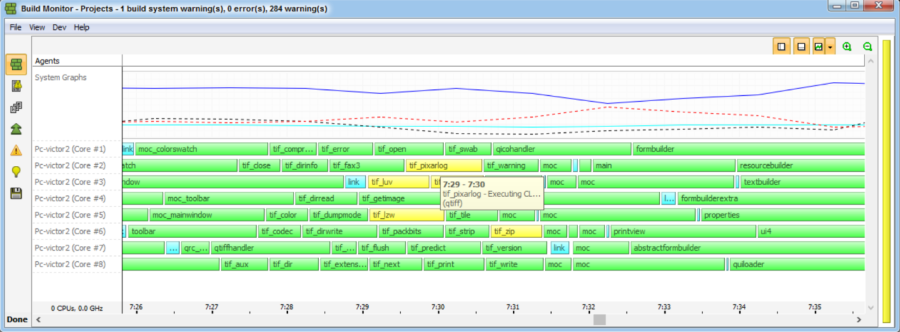 Build Monitor - Projects - 1 build system warning(s), 0 error(s), 284 warning(s)
File View Dev Help
Agents
System Graphs
Pc-victor2 (Core #1) link moc_colorswatch tif_compr... tif_error tif_open tif_swab qicohandler formbuilder
Pc-victor2 (Core #2) atch tif_close tif_dirinfo tif_fax3 tif_pixarlog tif_warning moc main resourcebuilder
Pc-victor2 (Core #3) ndow link tif_luv moc moc textbuilder
7:29 - 7:30
tif_pixarlog - Executing CL...
(qtiff)
Pc-victor2 (Core #4) moc_toolbar tif_dirread tif_getimage l... formbuilderextra
Pc-victor2 (Core #5) moc_mainwindow tif_color tif_dumpmode tif_lzw tif_tile moc moc properties
Pc-victor2 (Core #6) toolbar tif_codec tif_dirwrite tif_packbits tif_strip tif_zip moc printview ui4
Pc-victor2 (Core #7) ... qrc_... qtiffhandler tif_... tif_flush tif_predict tif_version link moc abstractformbuilder
Pc-victor2 (Core #8) tif_aux tif_dir tif_extens... tif_next tif_print tif_write moc moc quiloader
0 CPUs, 0.0 GHz 7:26 7:27 7:28 7:29 7:30 7:31 7:32 7:33 7:34 7:35
Done